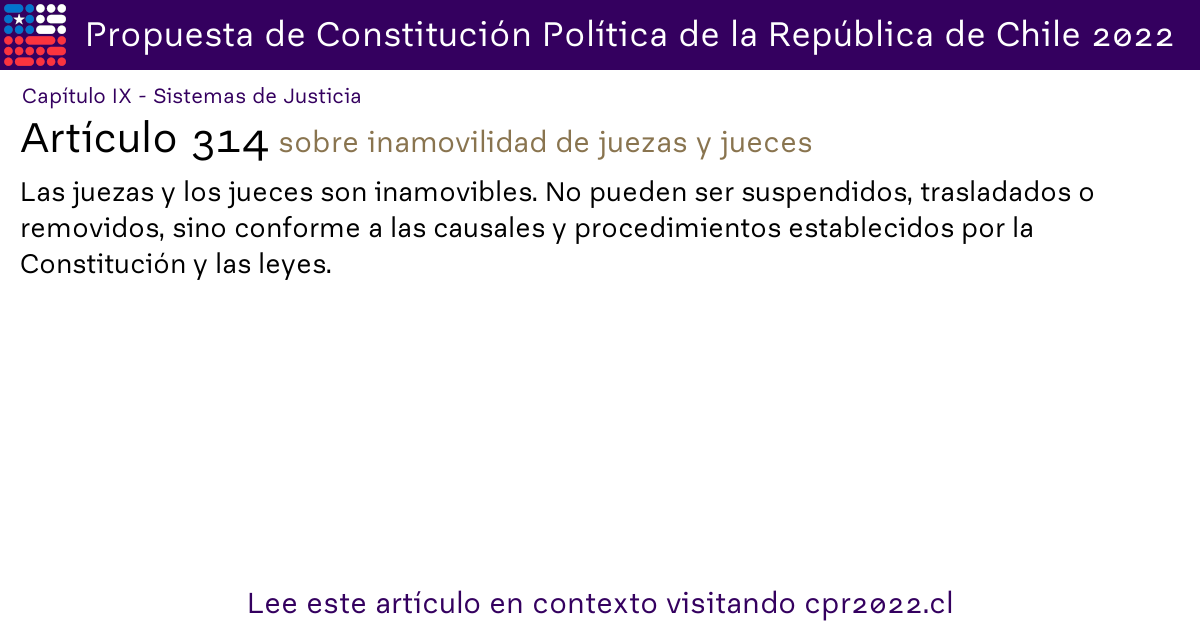 Propuesta de Constitución Política de la República de Chile 2022
Capítulo IX - Sistemas de Justicia
Artículo 314 sobre inamovilidad de juezas y jueces
Las juezas y los jueces son inamovibles. No pueden ser suspendidos, trasladados o
removidos, sino conforme a las causales y procedimientos establecidos por la
Constitución y las leyes.
Lee este artículo en contexto visitando cpr2022.cl